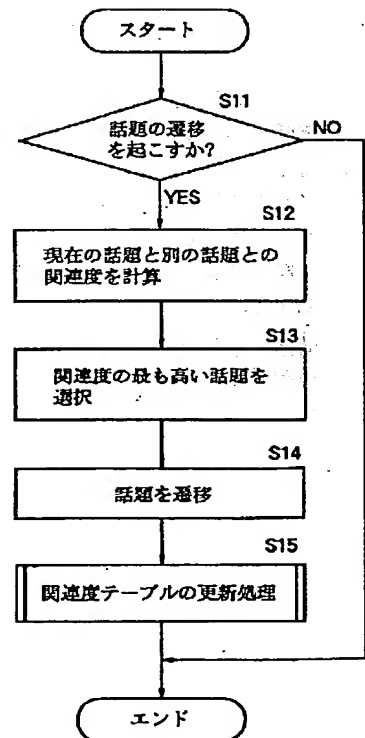 スタート
S11
話題の遷移
を起こすか?
NO
YES
S12
現在の話題と別の話題との
関連度を計算
S13
関連度の最も高い話題を
選択
S14
話題を遷移
S15
関連度テーブルの更新処理
エンド